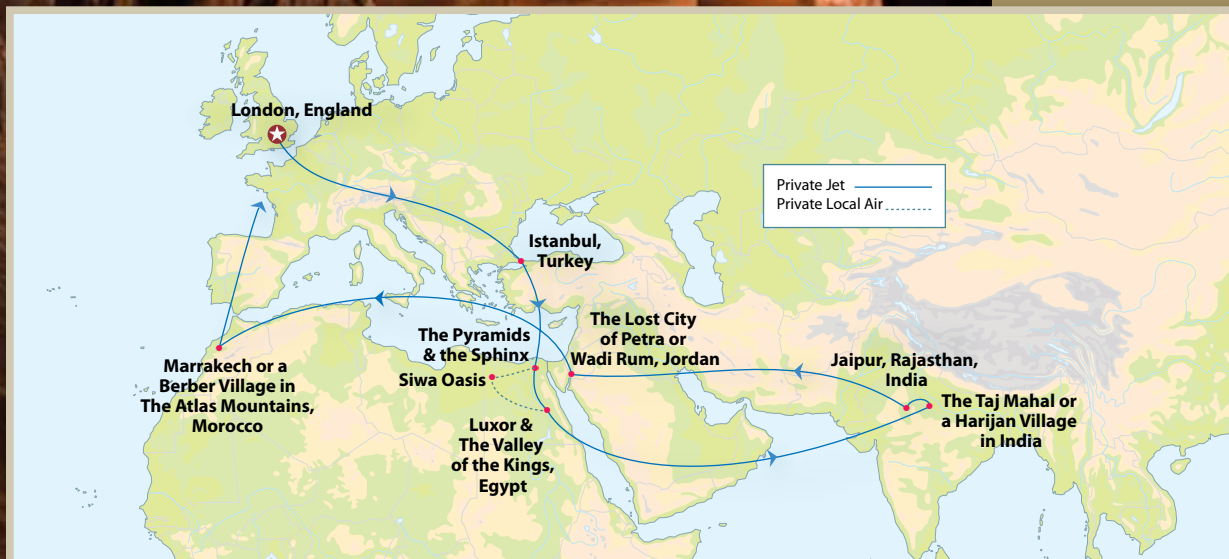 London, England
Private Jet
Private Local Air
Istanbul,
Turkey
The Pyramids
& the Sphinx
Siwa Oasis
The Lost City
of Petra or
Wadi Rum, Jordan
Jaipur, Rajasthan,
India
The Taj Mahal or
a Harijan Village
in India
Marrakech or a
Berber Village in
The Atlas Mountains,
Morocco
Luxor &
The Valley
of the Kings,
Egypt